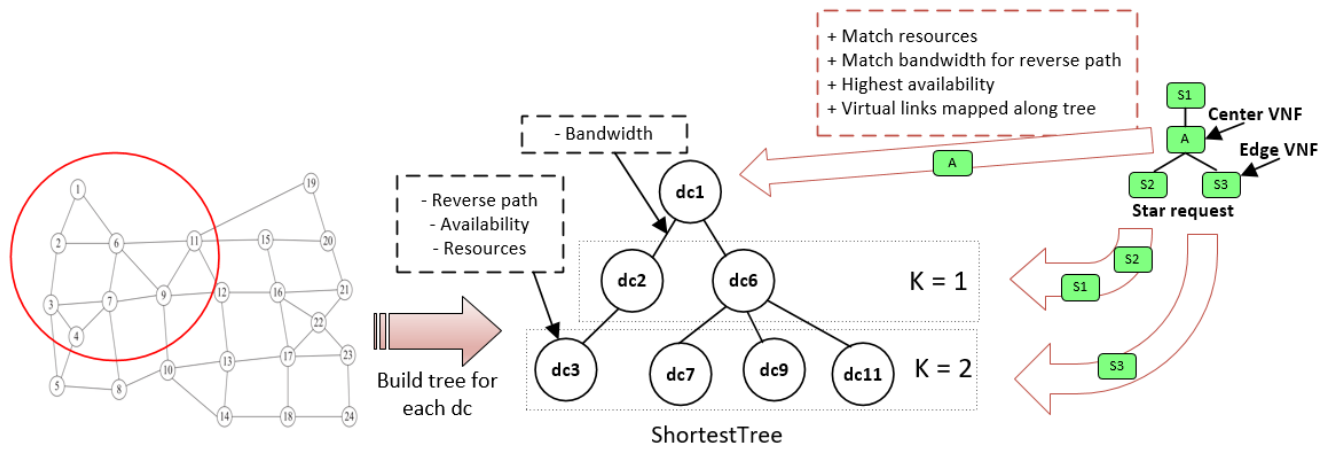 + Match resources
+ Match bandwidth for reverse path
+ Highest availability
+ Virtual links mapped along tree
S1
Center VNF
A
Edge VNF
S2
S3
Star request
A
- Bandwidth
- Reverse path
- Availability
- Resources
dc1
dc2
dc6
K = 1
dc3
dc7
dc9
dc11
K = 2
ShortestTree
S2
S1
S3
Build tree for
each dc
1
19
2
6
11
15
20
3
7
9
12
16
21
4
22
5
8
10
13
17
23
14
18
24